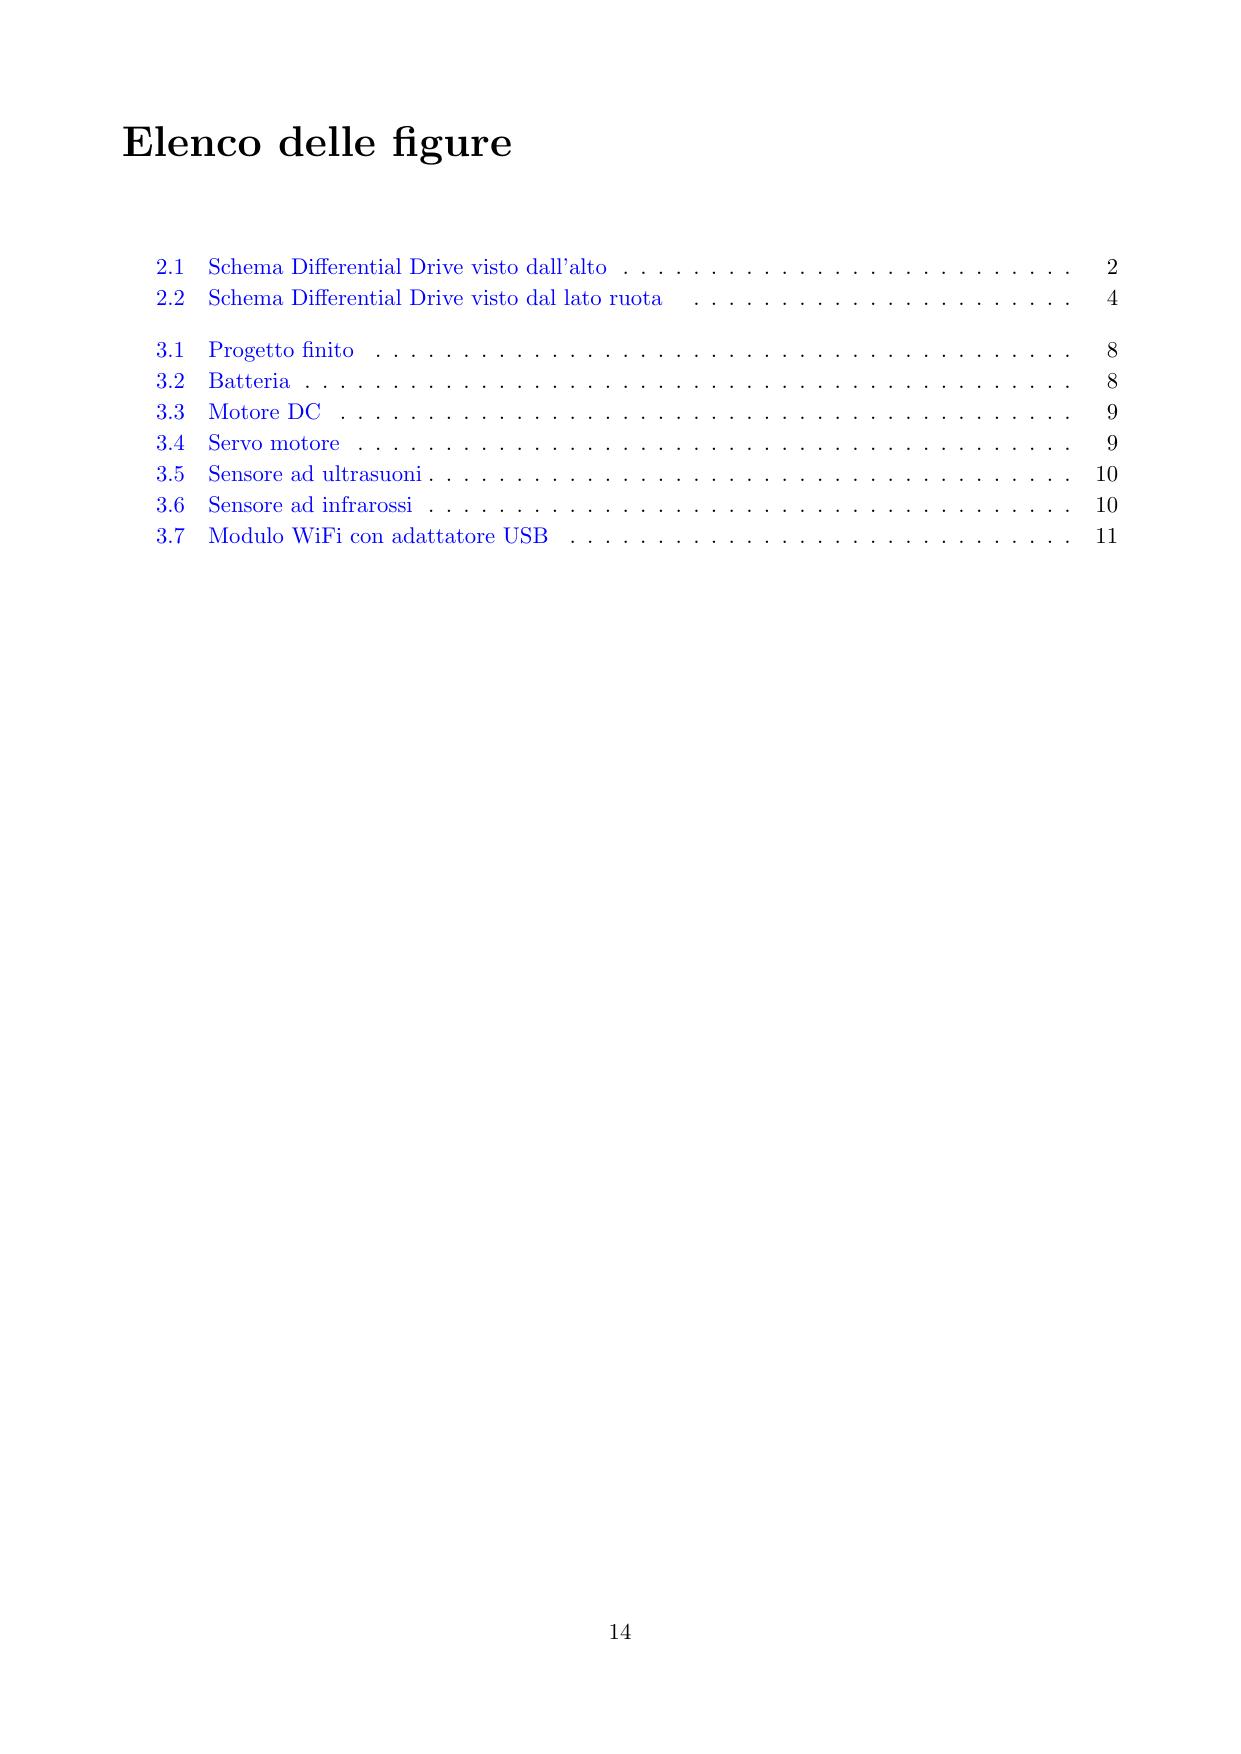 Elenco delle figure
2.1 Schema Differential Drive visto dall'alto . . . . . . . . . . . . . . . . . . . . . . . . . . 2
2.2 Schema Differential Drive visto dal lato ruota . . . . . . . . . . . . . . . . . . . . . . 4
3.1 Progetto finito . . . . . . . . . . . . . . . . . . . . . . . . . . . . . . . . . . . . . . . . 8
3.2 Batteria . . . . . . . . . . . . . . . . . . . . . . . . . . . . . . . . . . . . . . . . . . . . 8
3.3 Motore DC . . . . . . . . . . . . . . . . . . . . . . . . . . . . . . . . . . . . . . . . . . 9
3.4 Servo motore . . . . . . . . . . . . . . . . . . . . . . . . . . . . . . . . . . . . . . . . . 9
3.5 Sensore ad ultrasuoni . . . . . . . . . . . . . . . . . . . . . . . . . . . . . . . . . . . . . 10
3.6 Sensore ad infrarossi . . . . . . . . . . . . . . . . . . . . . . . . . . . . . . . . . . . . . 10
3.7 Modulo WiFi con adattatore USB . . . . . . . . . . . . . . . . . . . . . . . . . . . . . 11
14